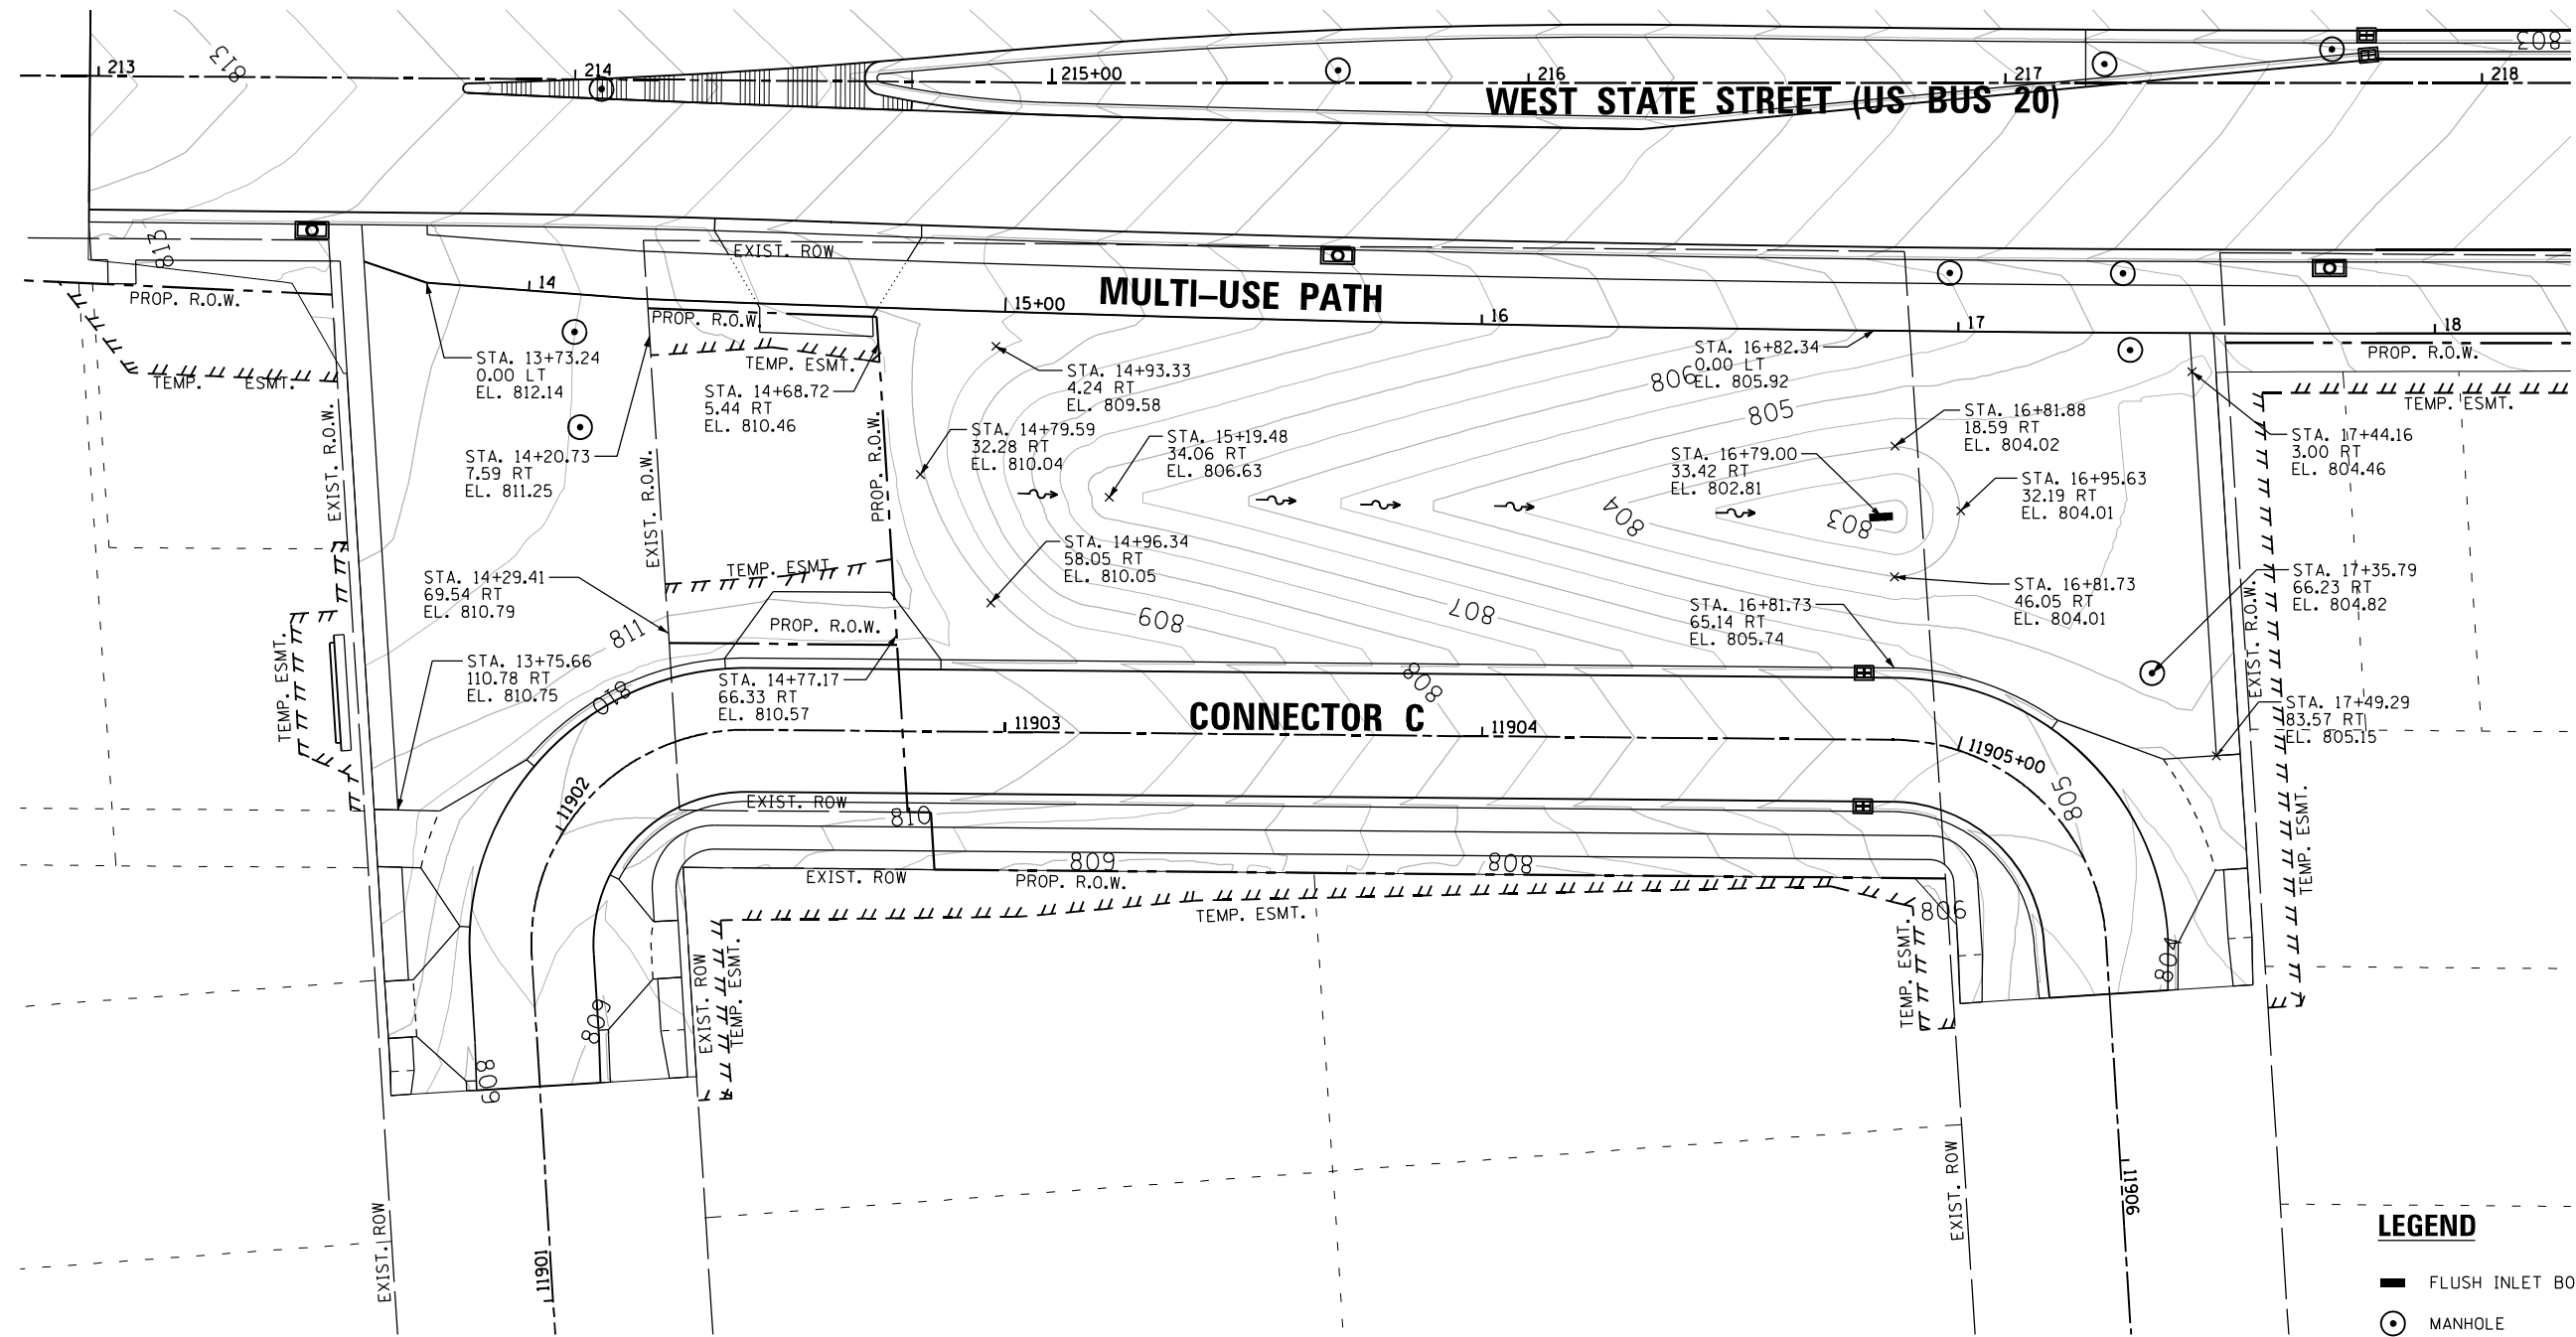 213
214
215+00
216
217
218
813
803
WEST STATE STREET (US BUS 20)
813
EXIST. ROW
PROP. R.O.W.
14
15+00
MULTI-USE PATH
16
17
18
PROP. R.O.W.
PROP. R.O.W.
TEMP. ESMT.
TEMP. ESMT.
TEMP. ESMT.
STA. 13+73.24
0.00 LT
EL. 812.14
STA. 14+68.72
5.44 RT
EL. 810.46
STA. 14+93.33
4.24 RT
EL. 809.58
STA. 16+82.34
0.00 LT
EL. 805.92
806
805
STA. 14+20.73
7.59 RT
EL. 811.25
STA. 14+79.59
32.28 RT
EL. 810.04
STA. 15+19.48
34.06 RT
EL. 806.63
STA. 16+79.00
33.42 RT
EL. 802.81
STA. 16+81.88
18.59 RT
EL. 804.02
STA. 16+95.63
32.19 RT
EL. 804.01
STA. 17+44.16
3.00 RT
EL. 804.46
EXIST. R.O.W.
EXIST. R.O.W.
PROP. R.O.W.
804
803
STA. 14+29.41
69.54 RT
EL. 810.79
TEMP. ESMT.
STA. 14+96.34
58.05 RT
EL. 810.05
STA. 16+81.73
65.14 RT
EL. 805.74
STA. 16+81.73
46.05 RT
EL. 804.01
STA. 17+35.79
66.23 RT
EL. 804.82
EXIST. R.O.W.
811
PROP. R.O.W.
809
807
TEMP. ESMT.
STA. 13+75.66
110.78 RT
EL. 810.75
810
STA. 14+77.17
66.33 RT
EL. 810.57
808
STA. 17+49.29
83.57 RT
EL. 805.15
11902
11903
CONNECTOR C
11904
11905+00
805
EXIST. ROW
810
TEMP. ESMT.
EXIST. ROW
809
PROP. R.O.W.
808
TEMP. ESMT.
806
804
EXIST. ROW
TEMP. ESMT.
TEMP. ESMT.
809
809
EXIST. ROW
11901
EXIST. ROW
11906
LEGEND
FLUSH INLET BO
MANHOLE